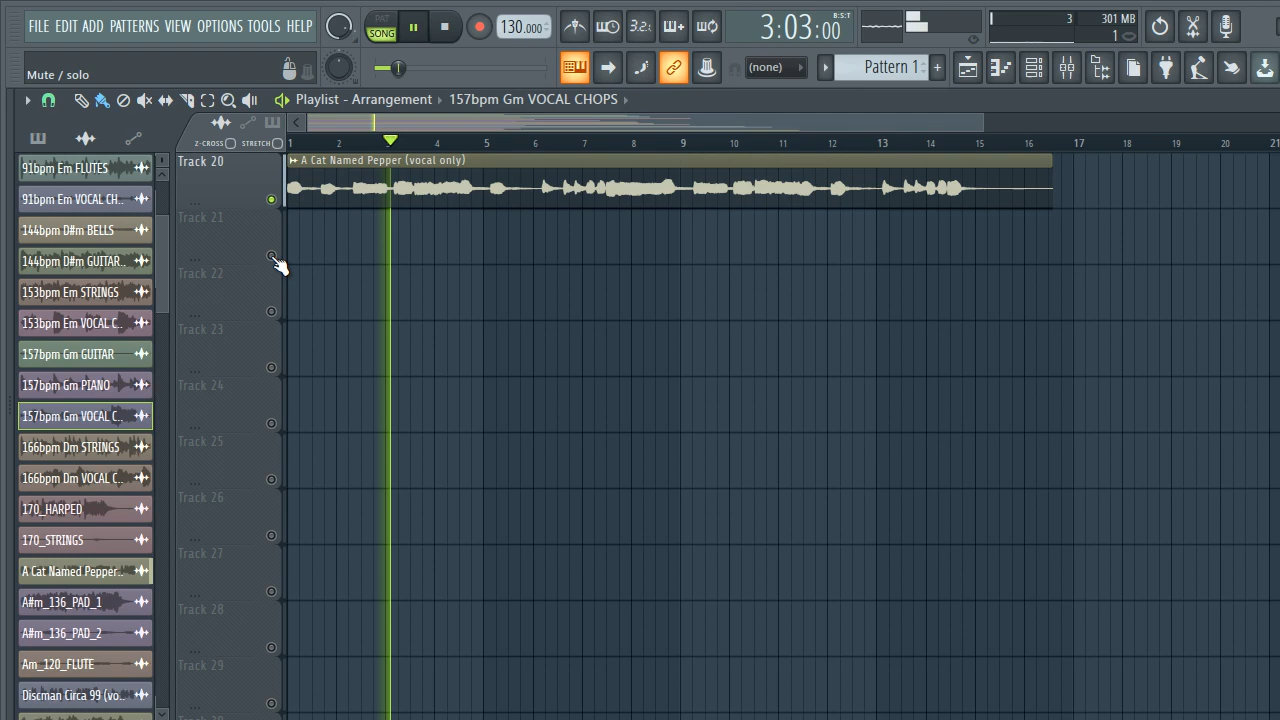 FILE EDIT ADD PATTERNS VIEW OPTIONS TOOLS HELP
PAT
SONG
130.000
3.2.
3:03:00
B:S:T
3
301 MB
1
Mute / solo
(none)
Pattern 1
Playlist - Arrangement
157bpm Gm VOCAL CHOPS
Z-CROSS
STRETCH
1 2 3 4 5 6 7 8 9 10 11 12 13 14 15 16 17 18 19 20 21
91bpm Em FLUTES
91bpm Em VOCAL CH..
144bpm D#m BELLS
144bpm D#m GUITAR..
153bpm Em STRINGS
153bpm Em VOCAL C..
157bpm Gm GUITAR
157bpm Gm PIANO
157bpm Gm VOCAL C..
166bpm Dm STRINGS
166bpm Dm VOCAL C..
170_HARPED
170_STRINGS
A Cat Named Pepper..
A#m_136_PAD_1
A#m_136_PAD_2
Am_120_FLUTE
Discman Circa 99 (vo..
Track 20
A Cat Named Pepper (vocal only)
Track 21
Track 22
Track 23
Track 24
Track 25
Track 26
Track 27
Track 28
Track 29